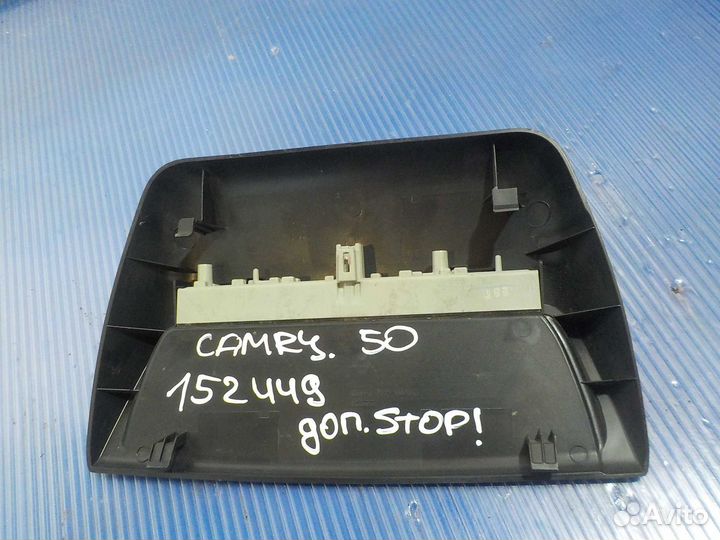 CAMRY. 50
152449
доп. STOP!
Avito